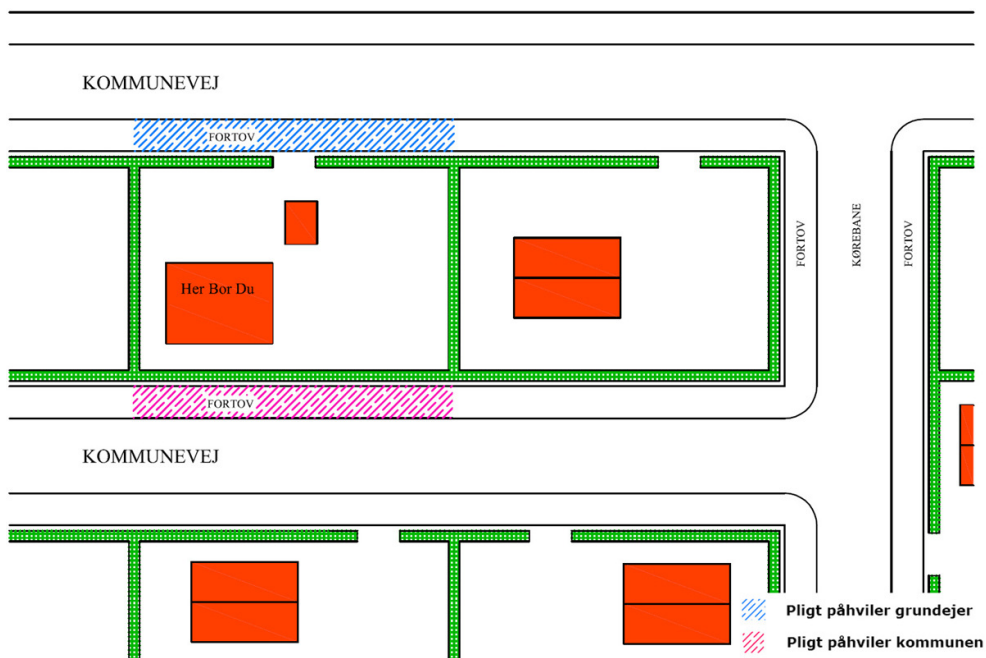 KOMMUNEVEJ
FORTOV
FORTOV
KØREBANE
FORTOV
Her Bor Du
FORTOV
KOMMUNEVEJ
Pligt påhviler grundejer
Pligt påhviler kommunen